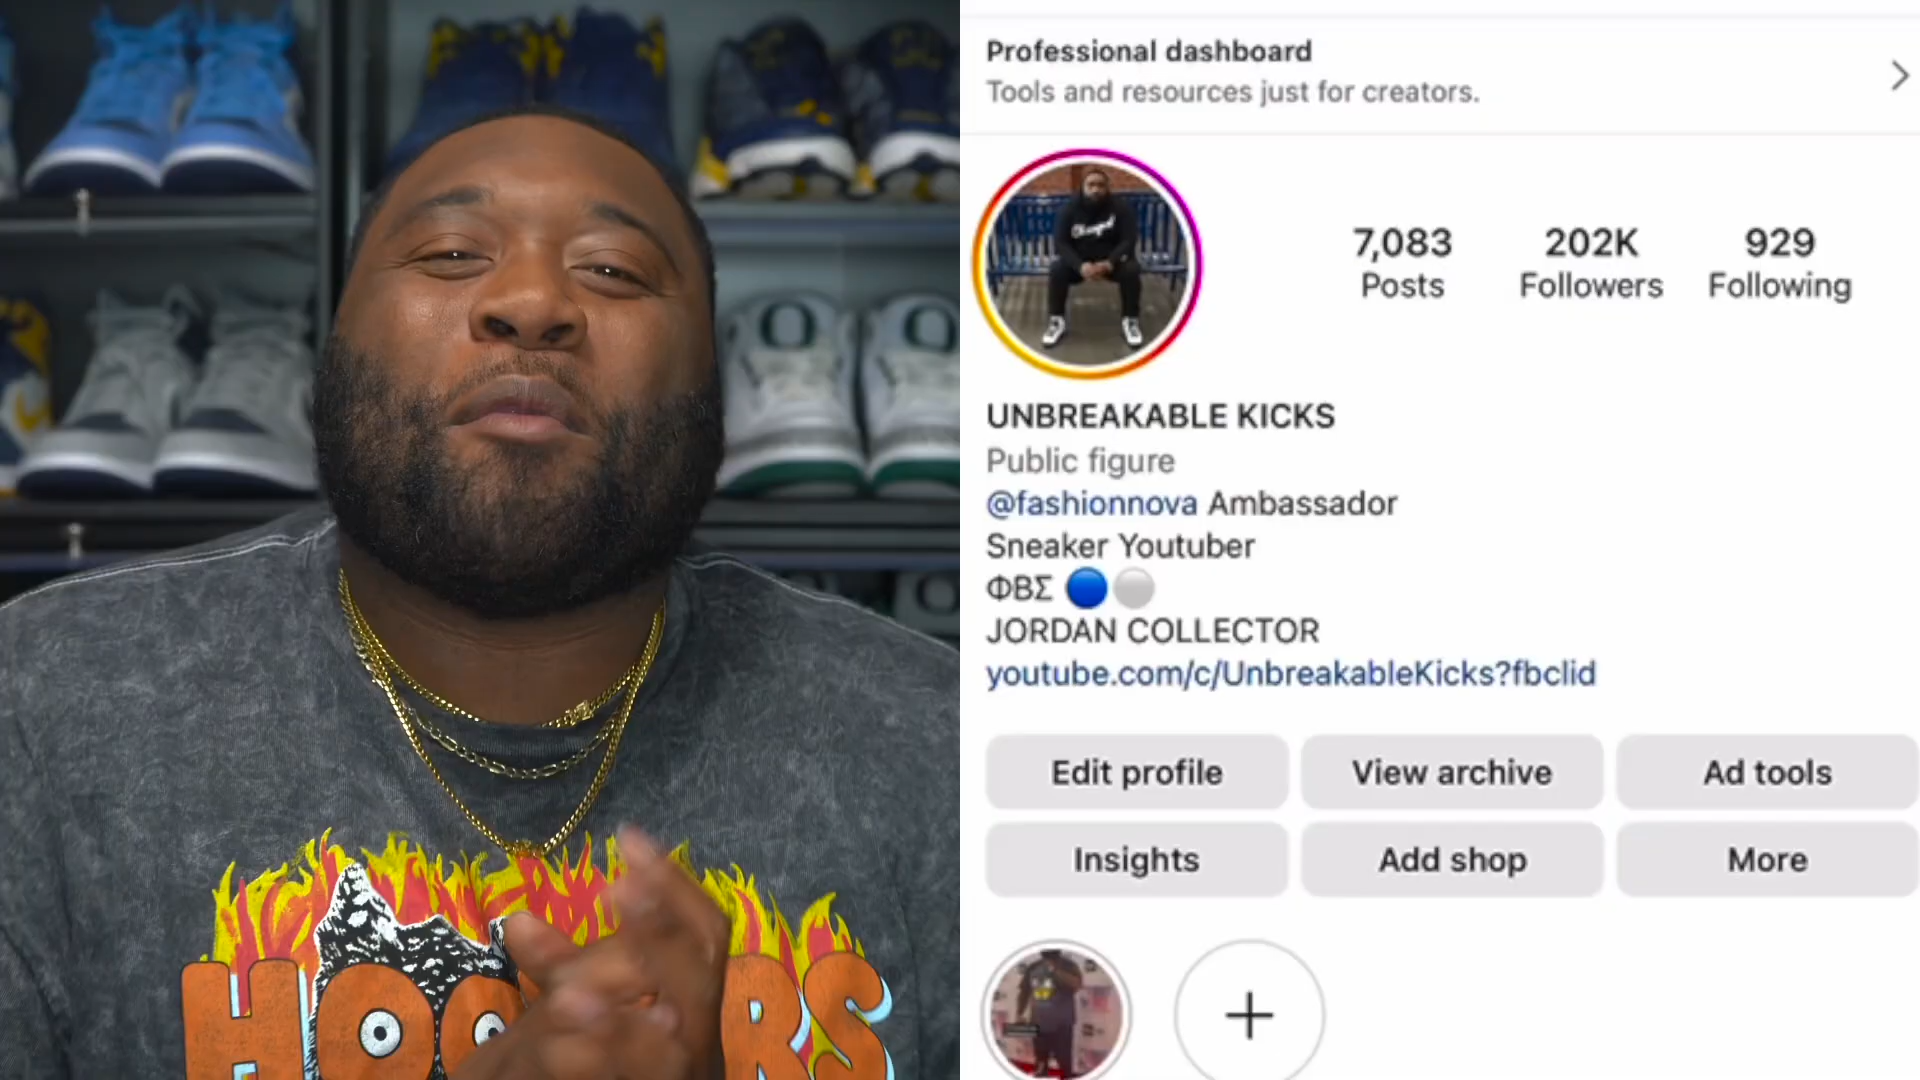 HOO RS
Professional dashboard
Tools and resources just for creators.
7,083 202K 929
Posts Followers Following
UNBREAKABLE KICKS
Public figure
@fashionnova Ambassador
Sneaker Youtuber
ΦΒΣ
JORDAN COLLECTOR
youtube.com/c/UnbreakableKicks?fbclid
Edit profile View archive Ad tools
Insights Add shop More